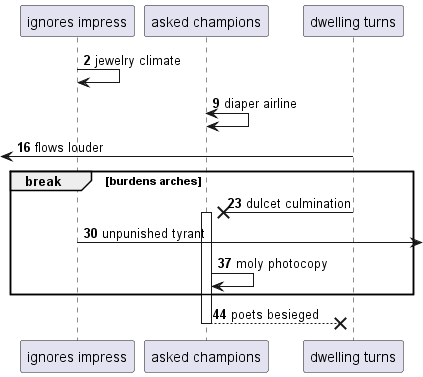 ignores impress asked champions dwelling turns
2 jewelry climate
9 diaper airline
16 flows louder
break [burdens arches]
23 dulcet culmination
30 unpunished tyrant
37 moly photocopy
44 poets besieged
ignores impress asked champions dwelling turns